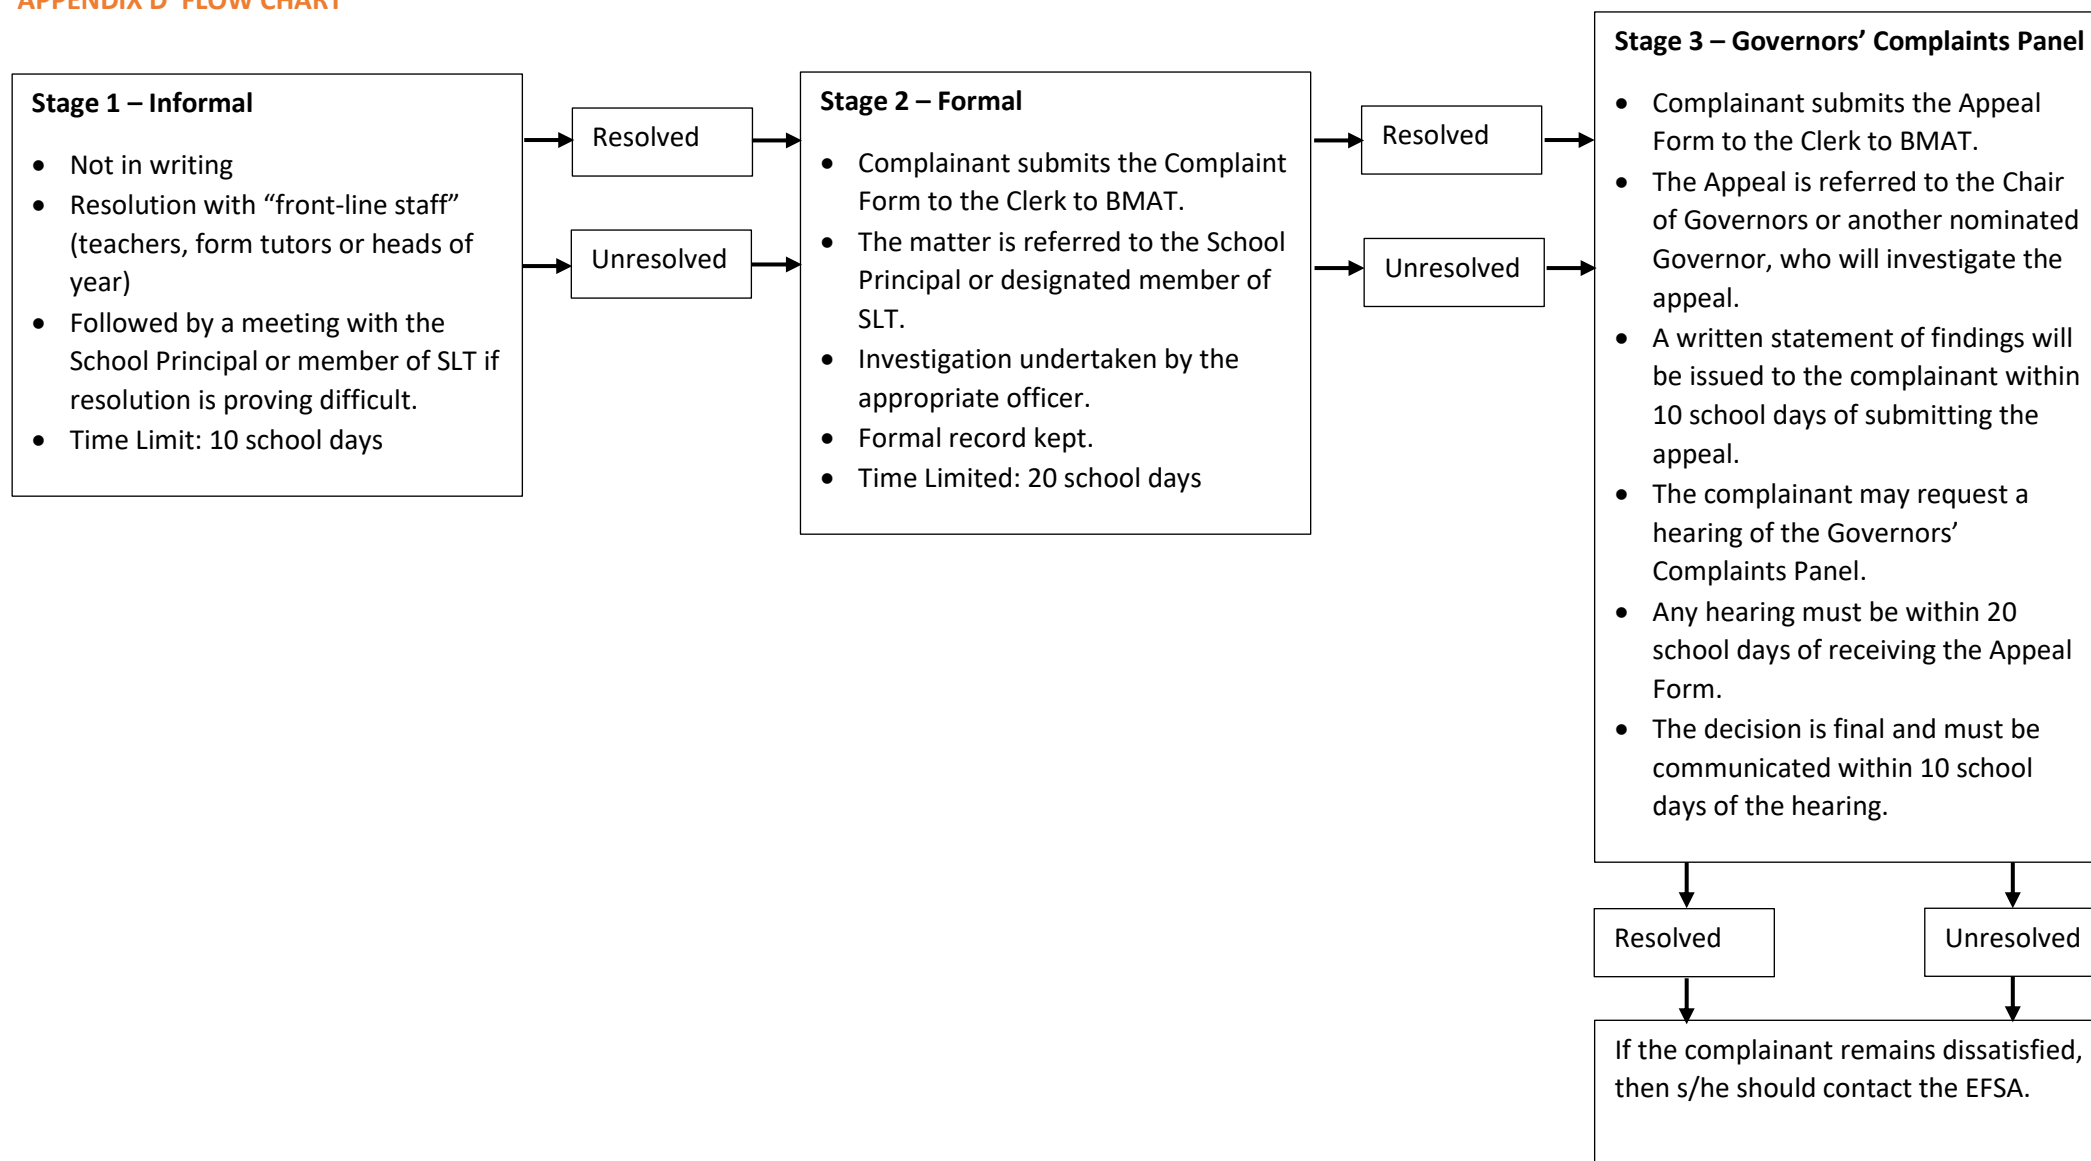 APPENDIX D FLOW CHART
Stage 1 – Informal
• Not in writing
• Resolution with “front-line staff”
(teachers, form tutors or heads of
year)
• Followed by a meeting with the
School Principal or member of SLT if
resolution is proving difficult.
• Time Limit: 10 school days
Resolved
Unresolved
Stage 2 – Formal
• Complainant submits the Complaint
Form to the Clerk to BMAT.
• The matter is referred to the School
Principal or designated member of
SLT.
• Investigation undertaken by the
appropriate officer.
• Formal record kept.
• Time Limited: 20 school days
Resolved
Unresolved
Stage 3 – Governors’ Complaints Panel
• Complainant submits the Appeal
Form to the Clerk to BMAT.
• The Appeal is referred to the Chair
of Governors or another nominated
Governor, who will investigate the
appeal.
• A written statement of findings will
be issued to the complainant within
10 school days of submitting the
appeal.
• The complainant may request a
hearing of the Governors’
Complaints Panel.
• Any hearing must be within 20
school days of receiving the Appeal
Form.
• The decision is final and must be
communicated within 10 school
days of the hearing.
Resolved
Unresolved
If the complainant remains dissatisfied,
then s/he should contact the EFSA.